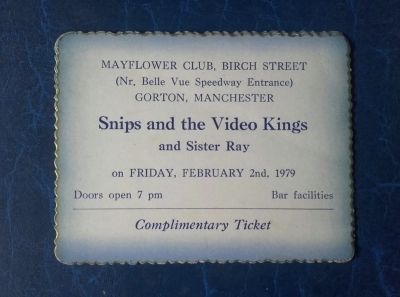 MAYFLOWER CLUB, BIRCH STREET
(Nr. Belle Vue Speedway Entrance)
GORTON, MANCHESTER
Snips and the Video Kings
and Sister Ray
on FRIDAY, FEBRUARY 2nd, 1979
Doors open 7 pm Bar facilities
Complimentary Ticket